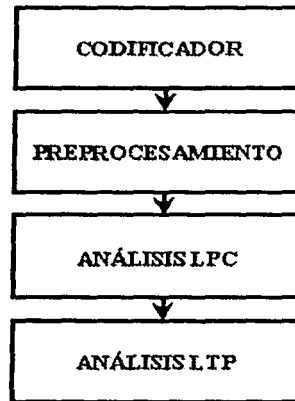 CODIFICADOR
PREPROCESAMIENTO
ANÁLISIS LPC
ANÁLISIS LTP